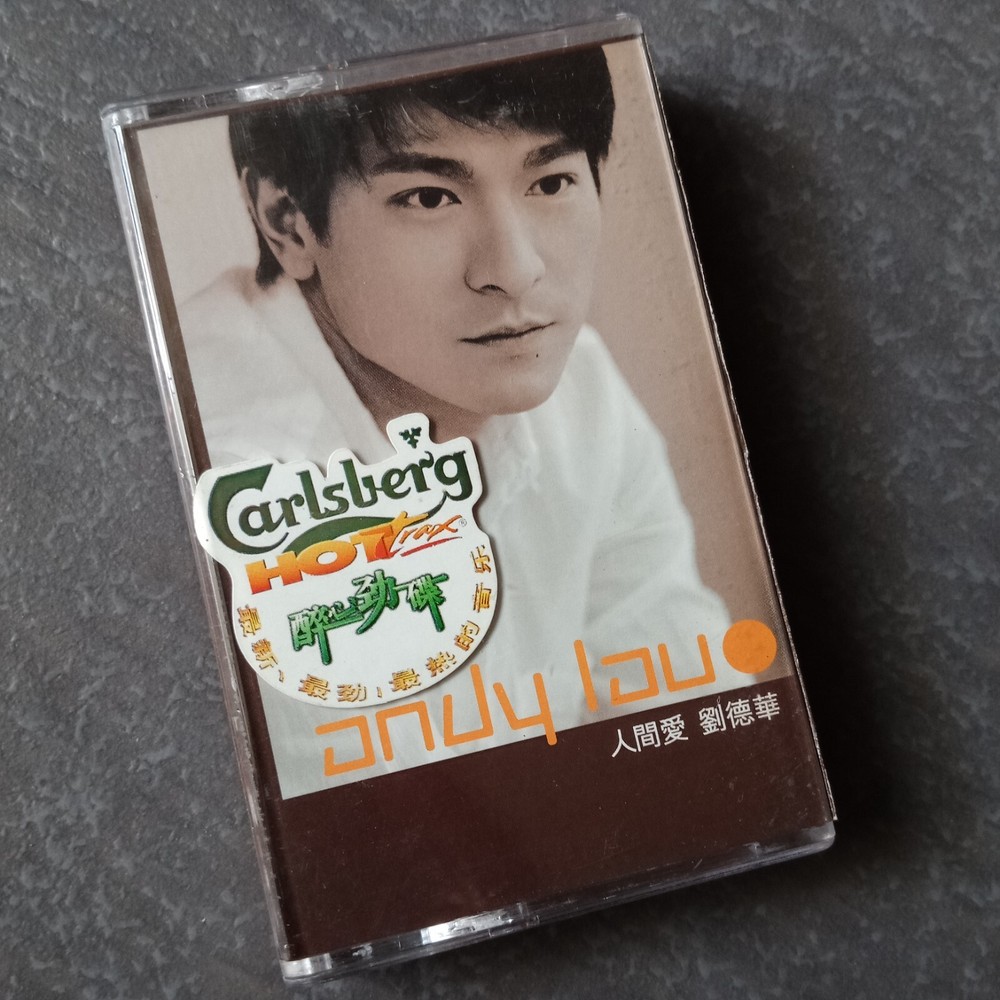 Carlsberg
HOT trax®
醉心劲碟
最新、最劲、最热的音乐
andy lau
人間愛 劉德華